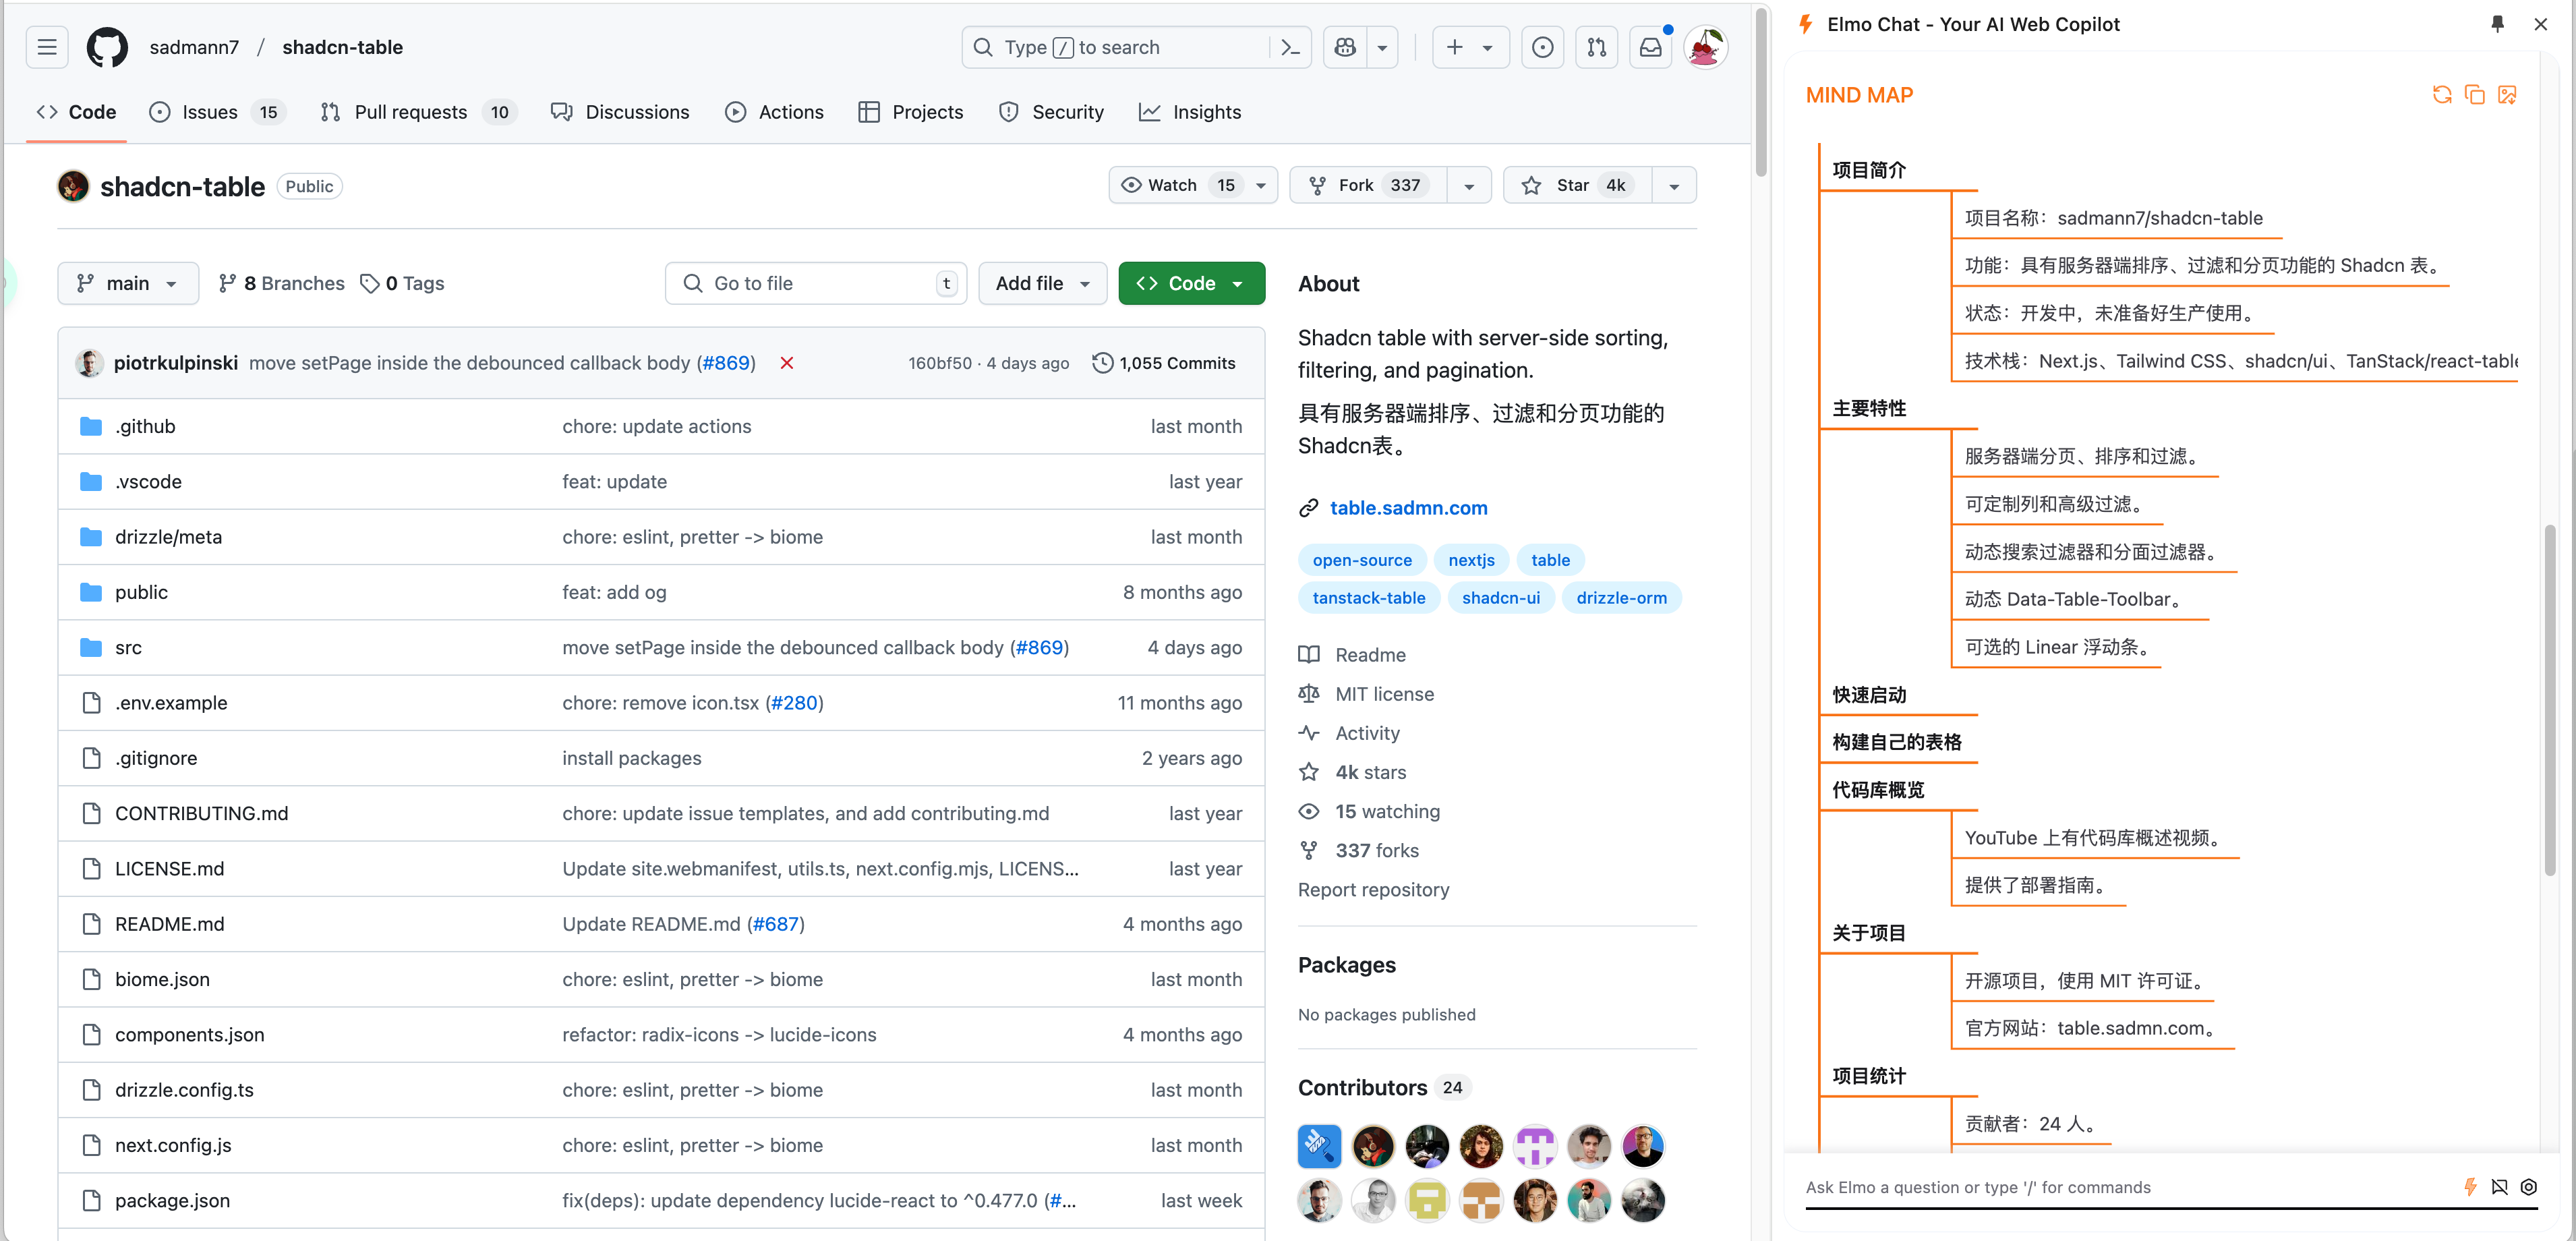 sadmann7 / shadcn-table
Type / to search
Code
Issues 15
Pull requests 10
Discussions
Actions
Projects
Security
Insights
shadcn-table Public
Watch 15
Fork 337
Star 4k
main
8 Branches
0 Tags
Go to file t
Add file
Code
piotrkulpinski move setPage inside the debounced callback body (#869) 160bf50 · 4 days ago 1,055 Commits
.github chore: update actions last month
.vscode feat: update last year
drizzle/meta chore: eslint, pretter -> biome last month
public feat: add og 8 months ago
src move setPage inside the debounced callback body (#869) 4 days ago
.env.example chore: remove icon.tsx (#280) 11 months ago
.gitignore install packages 2 years ago
CONTRIBUTING.md chore: update issue templates, and add contributing.md last year
LICENSE.md Update site.webmanifest, utils.ts, next.config.mjs, LICENS... last year
README.md Update README.md (#687) 4 months ago
biome.json chore: eslint, pretter -> biome last month
components.json refactor: radix-icons -> lucide-icons 4 months ago
drizzle.config.ts chore: eslint, pretter -> biome last month
next.config.js chore: eslint, pretter -> biome last month
package.json fix(deps): update dependency lucide-react to ^0.477.0 (#... last week
About
Shadcn table with server-side sorting,
filtering, and pagination.
具有服务器端排序、过滤和分页功能的
Shadcn表。
table.sadmn.com
open-source nextjs table
tanstack-table shadcn-ui drizzle-orm
Readme
MIT license
Activity
4k stars
15 watching
337 forks
Report repository
Packages
No packages published
Contributors 24
Elmo Chat - Your AI Web Copilot
MIND MAP
项目简介
项目名称：sadmann7/shadcn-table
功能：具有服务器端排序、过滤和分页功能的 Shadcn 表。
状态：开发中，未准备好生产使用。
技术栈：Next.js、Tailwind CSS、shadcn/ui、TanStack/react-table
主要特性
服务器端分页、排序和过滤。
可定制列和高级过滤。
动态搜索过滤器和分面过滤器。
动态 Data-Table-Toolbar。
可选的 Linear 浮动条。
快速启动
构建自己的表格
代码库概览
YouTube 上有代码库概述视频。
提供了部署指南。
关于项目
开源项目，使用 MIT 许可证。
官方网站：table.sadmn.com。
项目统计
贡献者：24 人。
Ask Elmo a question or type '/' for commands